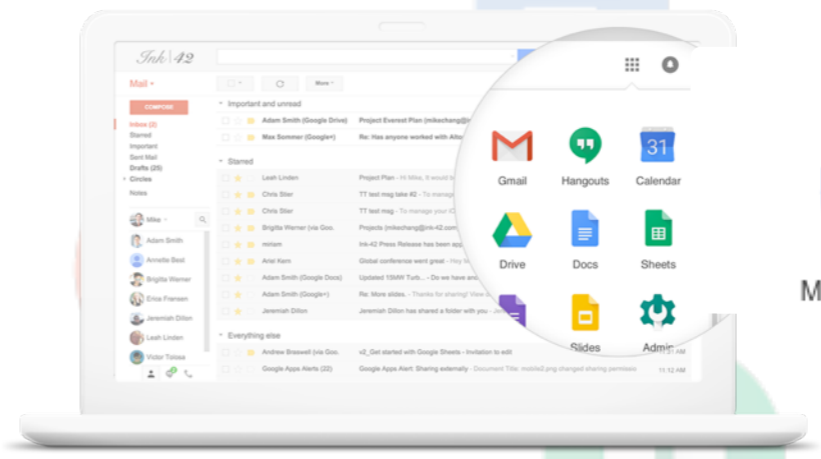 Ink 42
Mail
More
COMPOSE
Inbox (2)
Starred
Important
Sent Mail
Drafts (25)
Circles
Notes
Mike
Adam Smith
Annette Best
Brigitte Werner
Erica Fransen
Jeremiah Dillon
Leah Linden
Victor Tolosa
Important and unread
Adam Smith (Google Drive) Project Everest Plan (mikechang@
Max Sommer (Google+) Re: Has anyone worked with Alto
Starred
Leah Linden Project Plan - Hi Mike, it would
Chris Stier TT test msg take #2 - To manage
Chris Stier TT test msg - To manage your
Brigitte Werner (via Goo. Projects (mikechang@ink-42.com
miriam Ink-42 Press Release has been
Ariel Kern Global conference went great - Hey
Adam Smith (Google Docs) Updated 15MW Turb... - Do we have
Adam Smith (Google+) Re: More slides. - Thanks for sharing! View
Jeremiah Dillon Jeremiah Dillon has shared a folder with you -
Everything else
Andrew Braswell (via Goo. v2_Get started with Google Sheets - Invitation to edit AM
Google Apps Alerts (22) Google Apps Alert: Sharing externally - Document Title: mobile2.png changed sharing permissio 11:12 AM
31
Gmail Hangouts Calendar
Drive Docs Sheets
Slides Admin
M